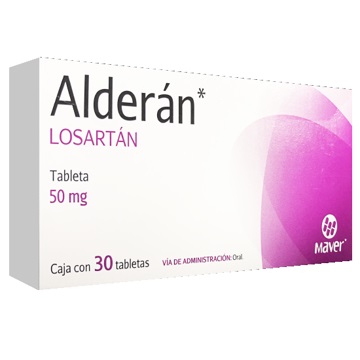 Alderán*
LOSARTÁN
Tableta
50 mg
Caja con 30 tabletas
VÍA DE ADMINISTRACIÓN: Oral
Maver